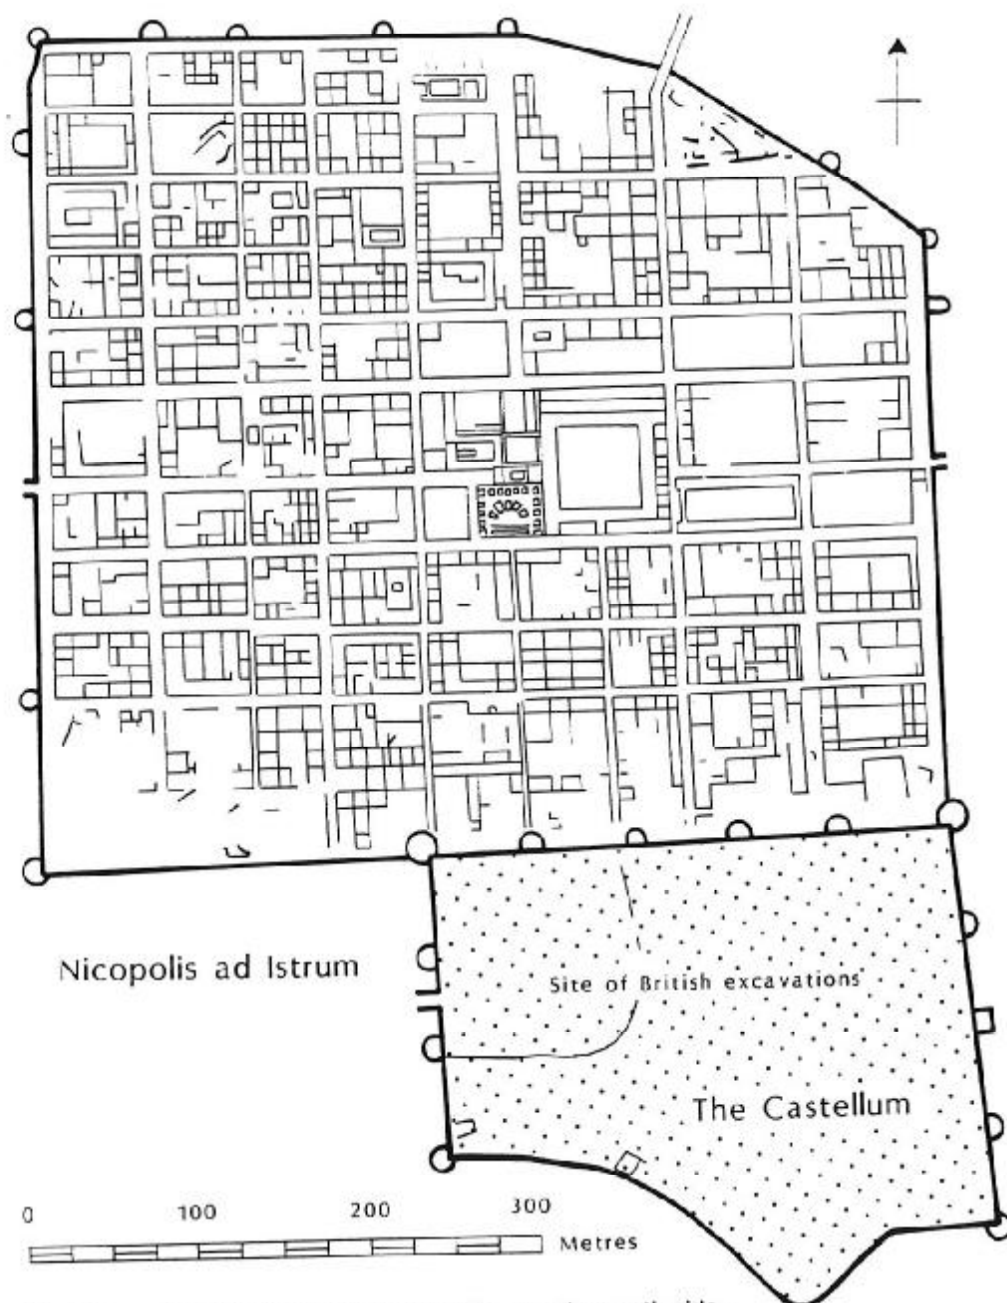 Nicopolis ad Istrum
Site of British excavations
The Castellum
0 100 200 300
Metres